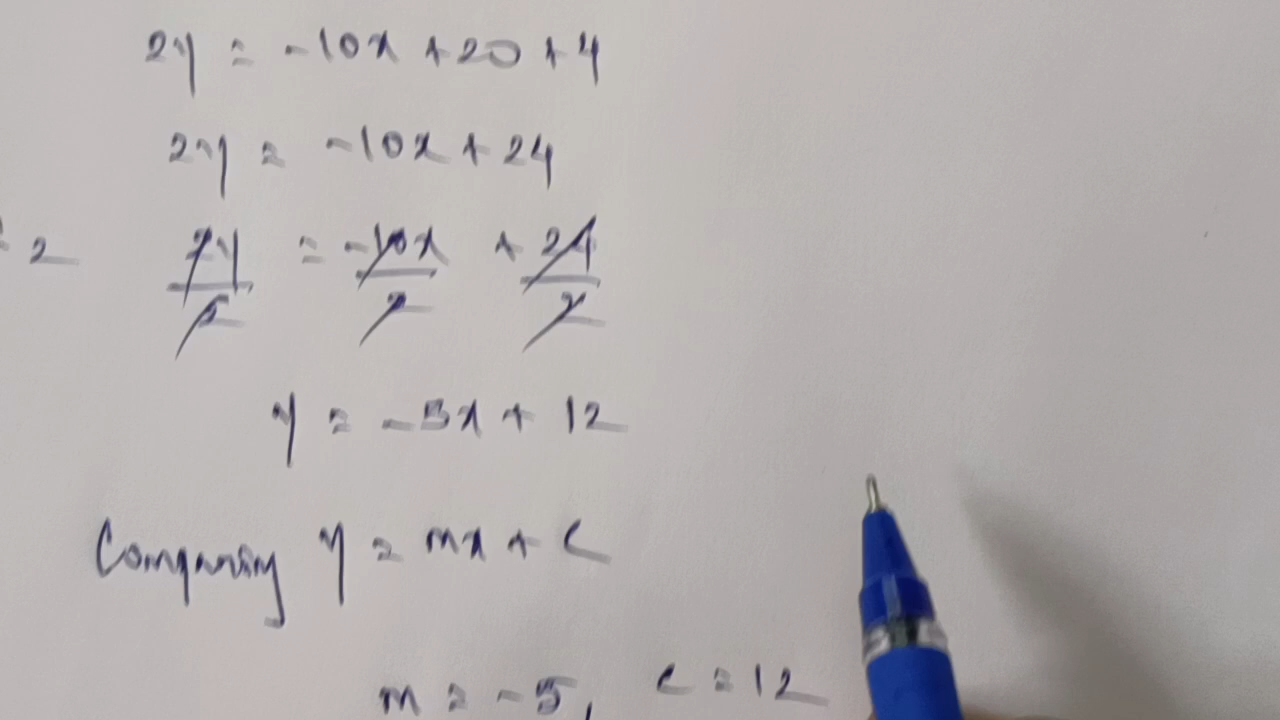 2y = -10x + 20 + 4
2y = -10x + 24
÷ 2 2y/2 = -10x/2 + 24/2
y = -5x + 12
Comparing y = mx + c
m = -5, c = 12